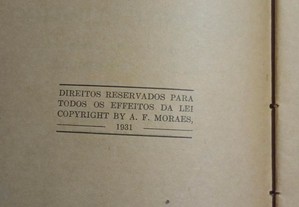 DIREITOS RESERVADOS PARA
TODOS OS EFFEITOS DA LEI
COPYRIGHT BY A. F. MORAES,
1931